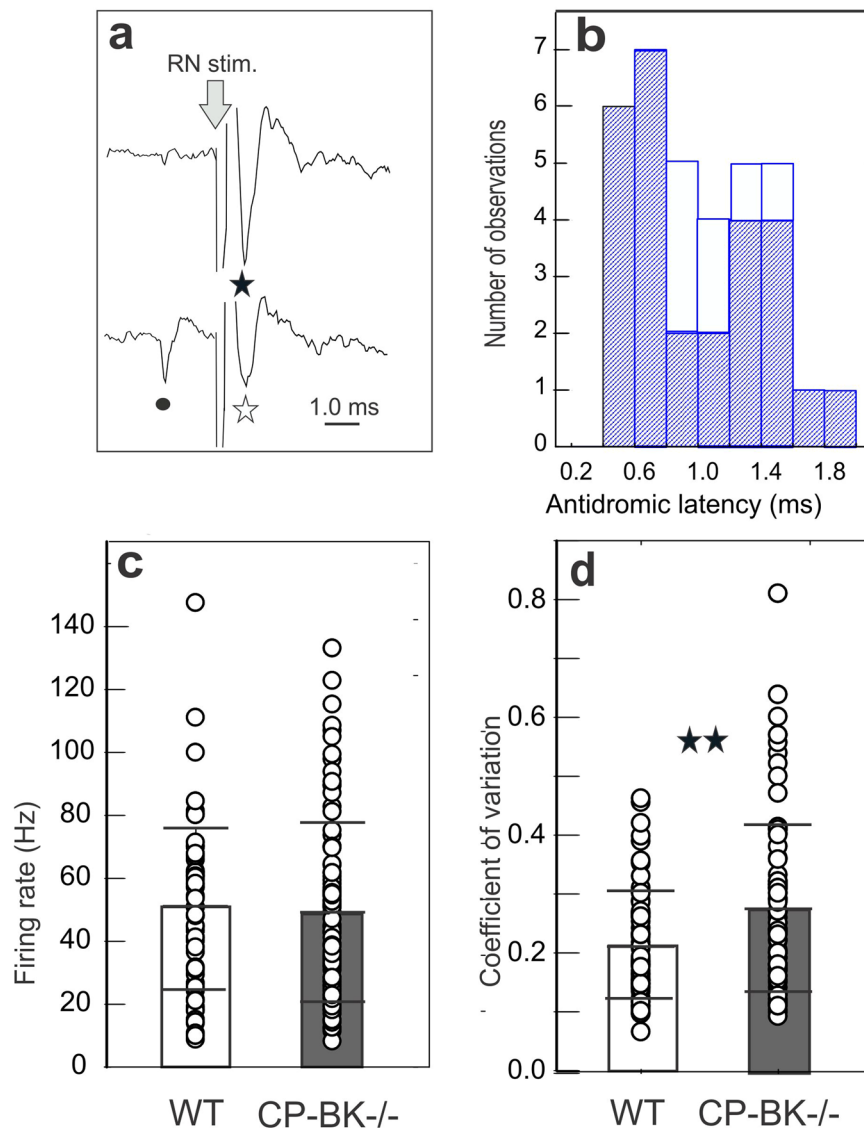 a
RN stim.
1.0 ms
b
Number of observations
7
6
5
4
3
2
1
0
0.2 0.6 1.0 1.4 1.8
Antidromic latency (ms)
c
Firing rate (Hz)
140
120
100
80
60
40
20
0
WT CP-BK-/-
d
Coefficient of variation
0.8
0.6
0.4
0.2
0.0
WT CP-BK-/-